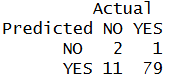 Actual
Predicted NO YES
NO 2 1
YES 11 79